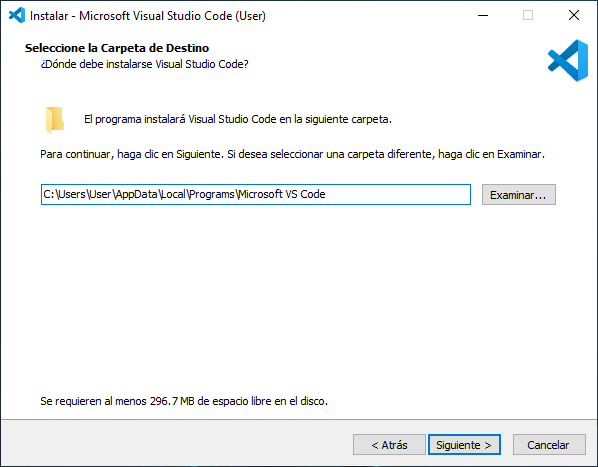 Instalar - Microsoft Visual Studio Code (User)
Seleccione la Carpeta de Destino
¿Dónde debe instalarse Visual Studio Code?
El programa instalará Visual Studio Code en la siguiente carpeta.
Para continuar, haga clic en Siguiente. Si desea seleccionar una carpeta diferente, haga clic en Examinar.
C:\Users\User\AppData\Local\Programs\Microsoft VS Code
Examinar...
Se requieren al menos 296.7 MB de espacio libre en el disco.
< Atrás
Siguiente >
Cancelar